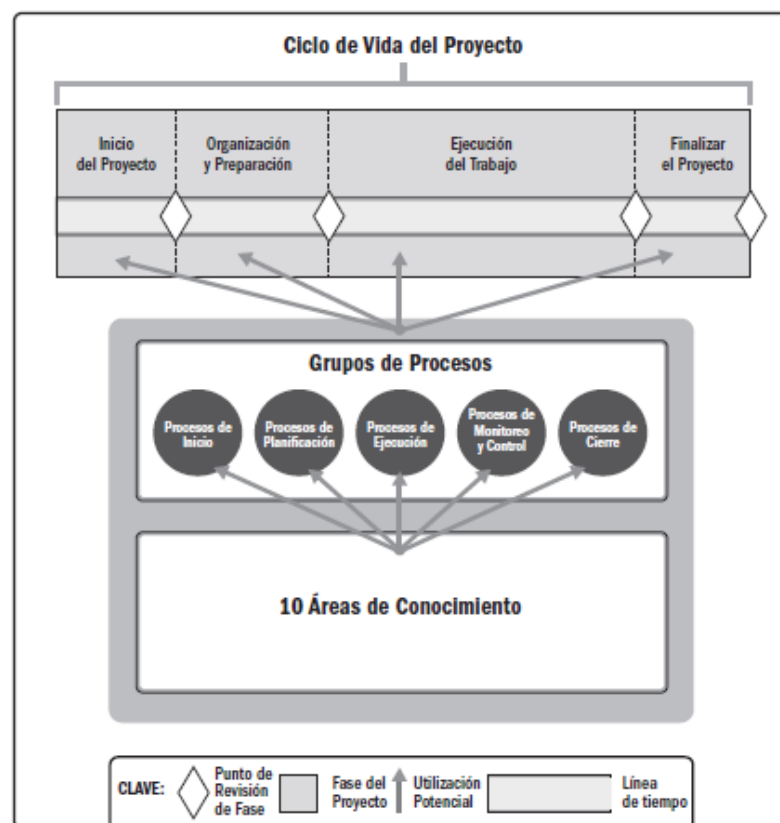 Ciclo de Vida del Proyecto
Inicio
del Proyecto
Organización
y Preparación
Ejecución
del Trabajo
Finalizar
el Proyecto
Grupos de Procesos
Procesos de
Inicio
Procesos de
Planificación
Procesos de
Ejecución
Procesos de
Monitoreo
y Control
Procesos de
Cierre
10 Áreas de Conocimiento
CLAVE:
Punto de
Revisión
de Fase
Fase del
Proyecto
Utilización
Potencial
Línea
de tiempo